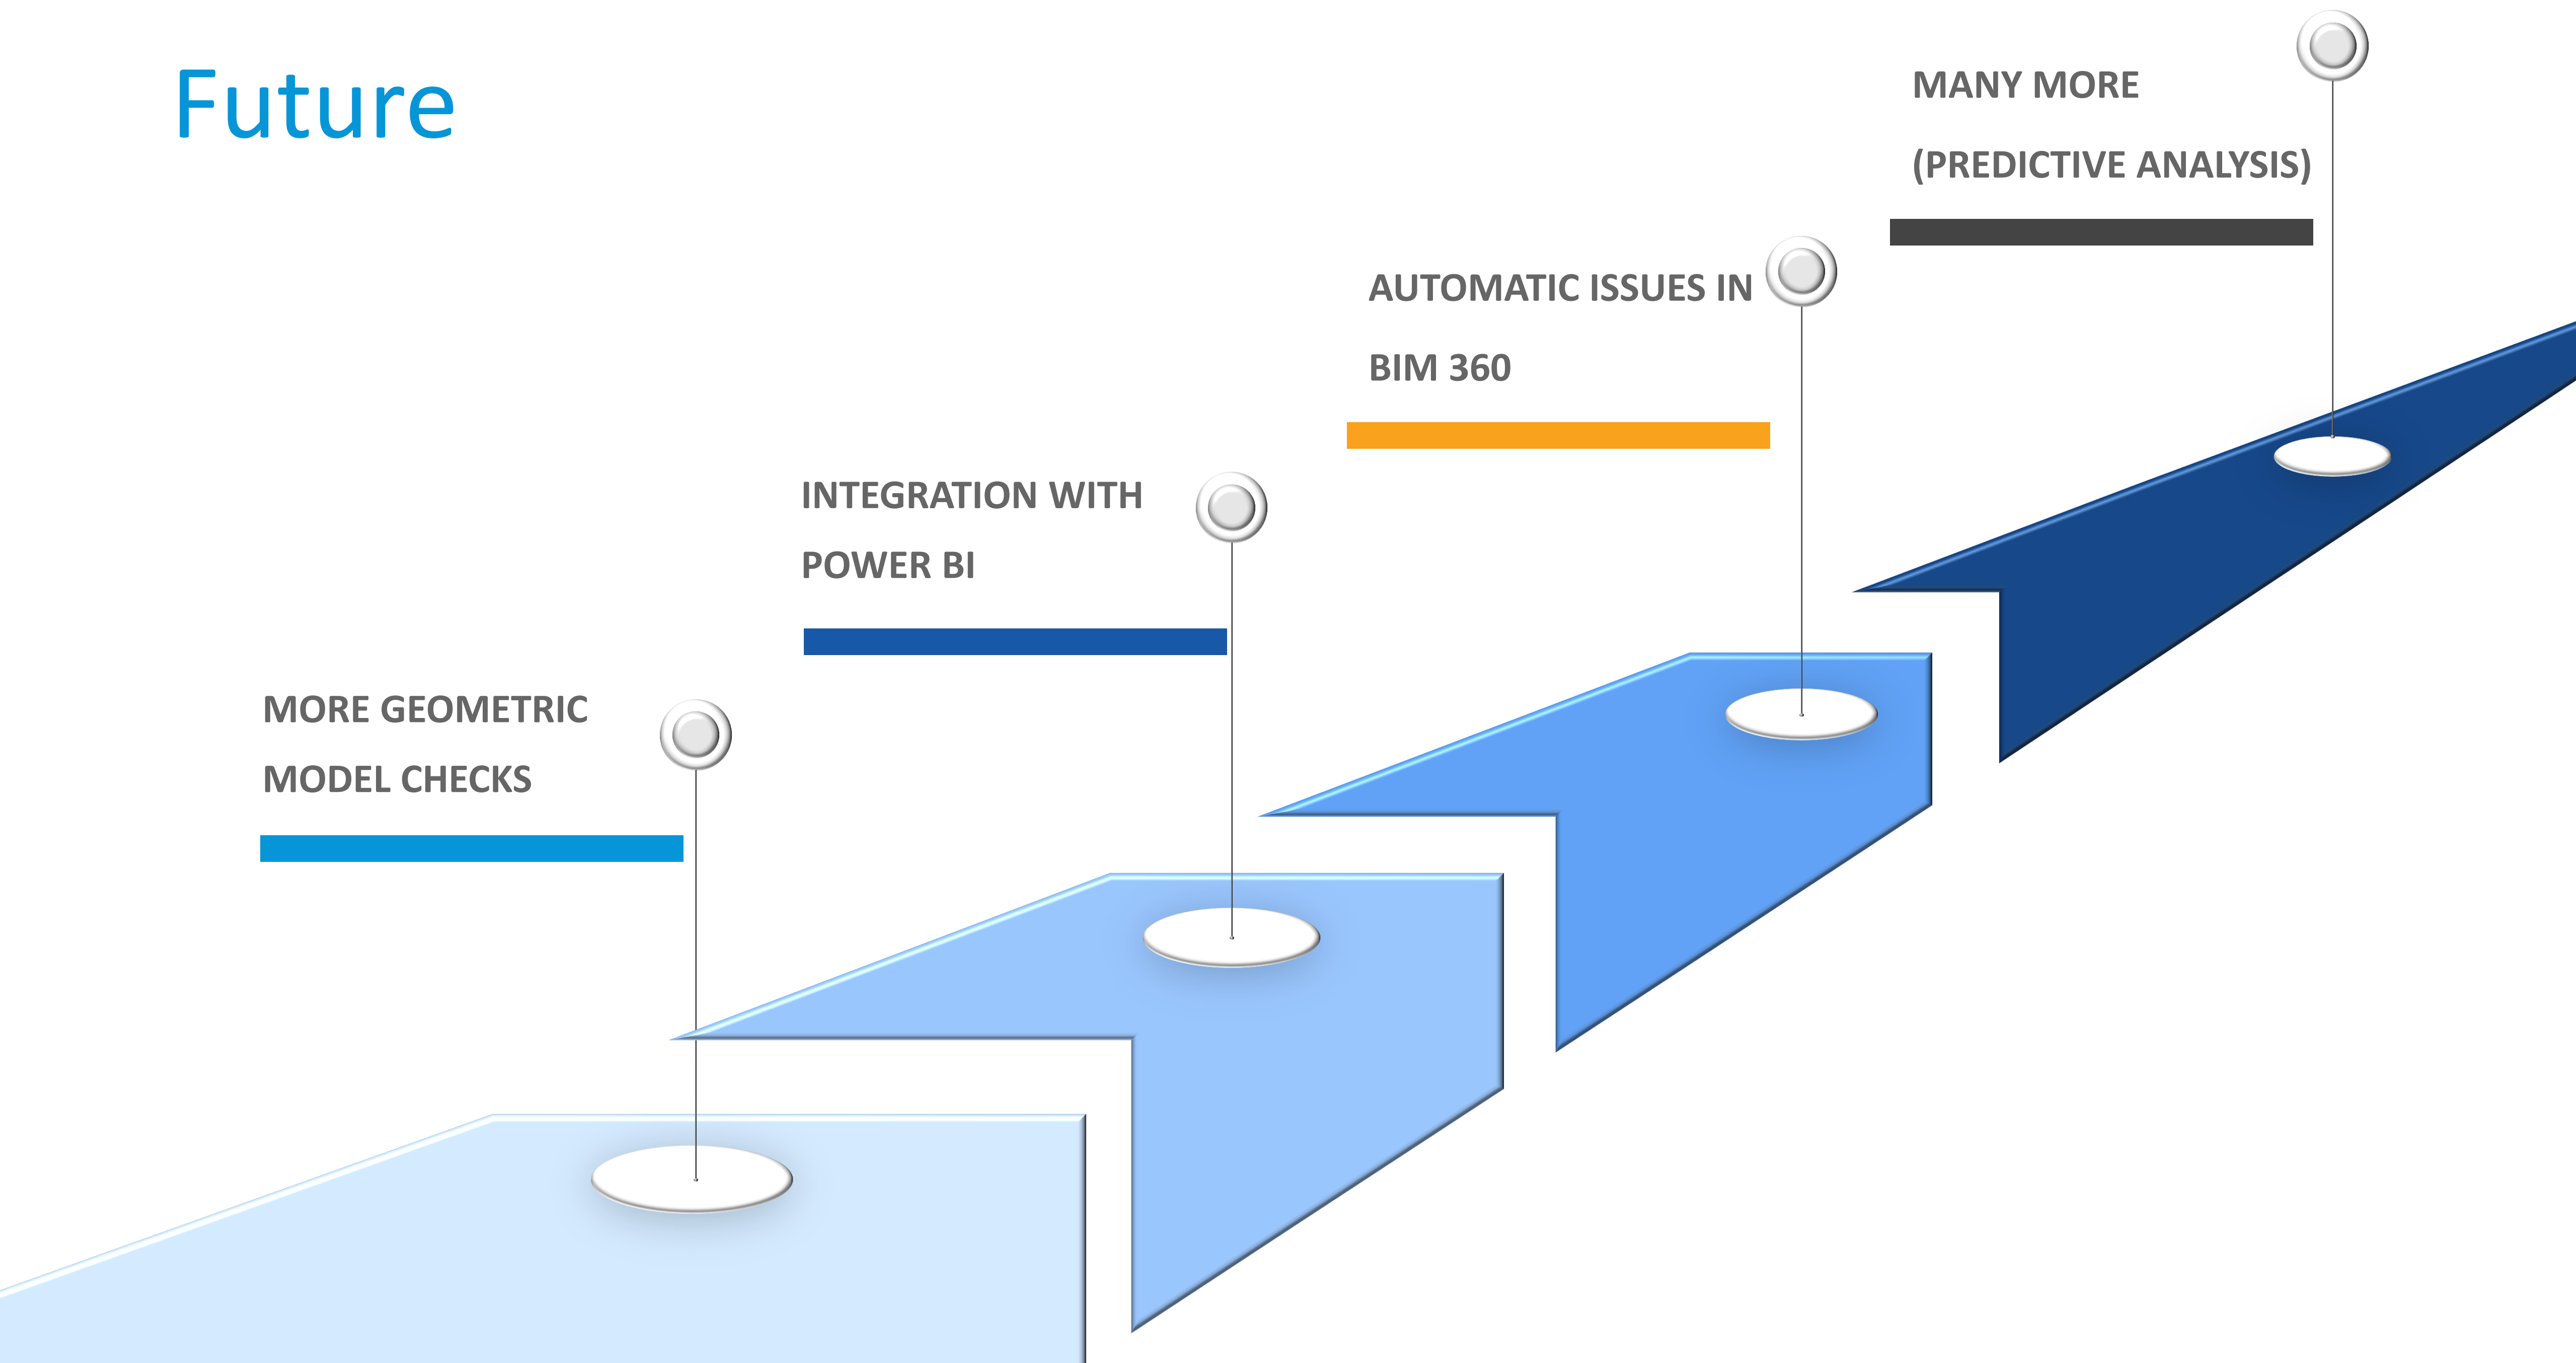 Future
MORE GEOMETRIC
MODEL CHECKS
INTEGRATION WITH
POWER BI
AUTOMATIC ISSUES IN
BIM 360
MANY MORE
(PREDICTIVE ANALYSIS)